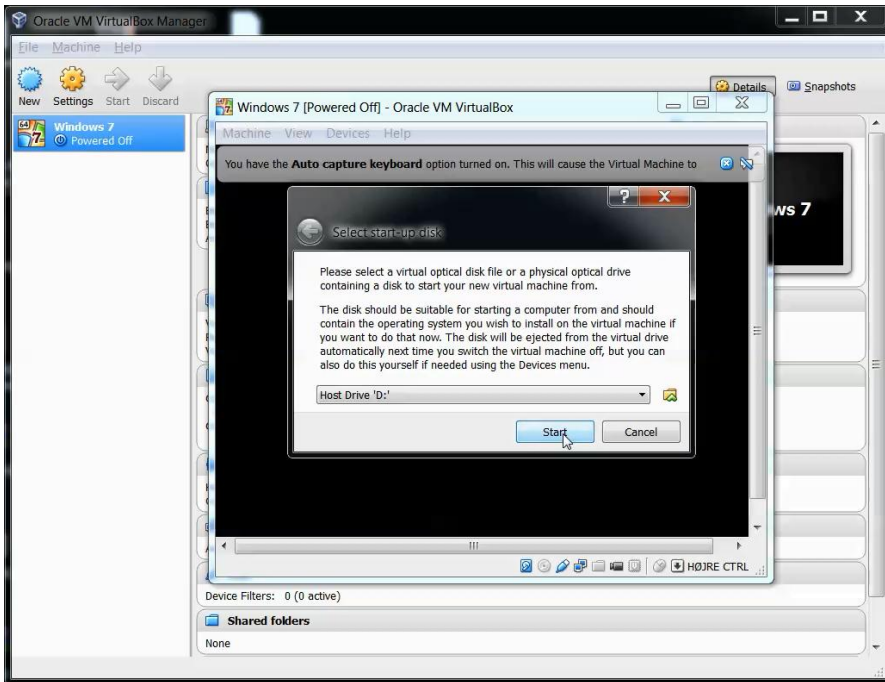 Oracle VM VirtualBox Manager
File Machine Help
New Settings Start Discard
Details Snapshots
64 7 Windows 7
Powered Off
Windows 7 [Powered Off] - Oracle VM VirtualBox
Machine View Devices Help
You have the Auto capture keyboard option turned on. This will cause the Virtual Machine to
Select start-up disk
Please select a virtual optical disk file or a physical optical drive
containing a disk to start your new virtual machine from.
The disk should be suitable for starting a computer from and should
contain the operating system you wish to install on the virtual machine if
you want to do that now. The disk will be ejected from the virtual drive
automatically next time you switch the virtual machine off, but you can
also do this yourself if needed using the Devices menu.
Host Drive 'D:'
Start Cancel
ws 7
HØJRE CTRL
Device Filters: 0 (0 active)
Shared folders
None